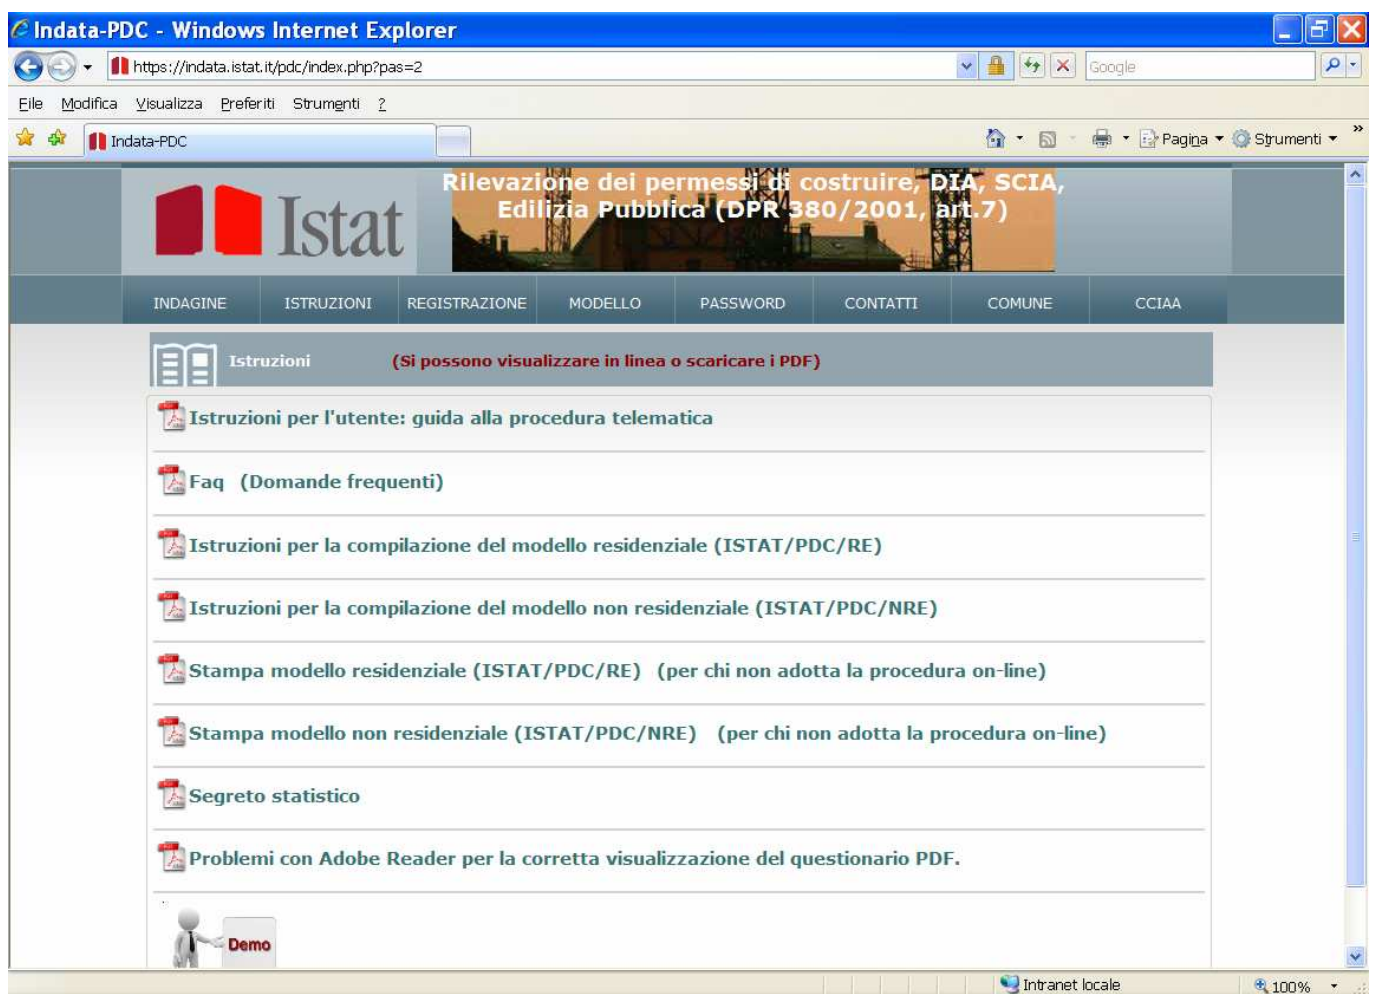 Indata-PDC - Windows Internet Explorer
https://indata.istat.it/pdc/index.php?pas=2
Google
File Modifica Visualizza Preferiti Strumenti ?
Indata-PDC
Pagina
Strumenti
»
Istat
Rilevazione dei permessi di costruire, DIA, SCIA,
Edilizia Pubblica (DPR 380/2001, art.7)
INDAGINE ISTRUZIONI REGISTRAZIONE MODELLO PASSWORD CONTATTI COMUNE CCIAA
Istruzioni (Si possono visualizzare in linea o scaricare i PDF)
Istruzioni per l'utente: guida alla procedura telematica
Faq (Domande frequenti)
Istruzioni per la compilazione del modello residenziale (ISTAT/PDC/RE)
Istruzioni per la compilazione del modello non residenziale (ISTAT/PDC/NRE)
Stampa modello residenziale (ISTAT/PDC/RE) (per chi non adotta la procedura on-line)
Stampa modello non residenziale (ISTAT/PDC/NRE) (per chi non adotta la procedura on-line)
Segreto statistico
Problemi con Adobe Reader per la corretta visualizzazione del questionario PDF.
Demo
Intranet locale 100%